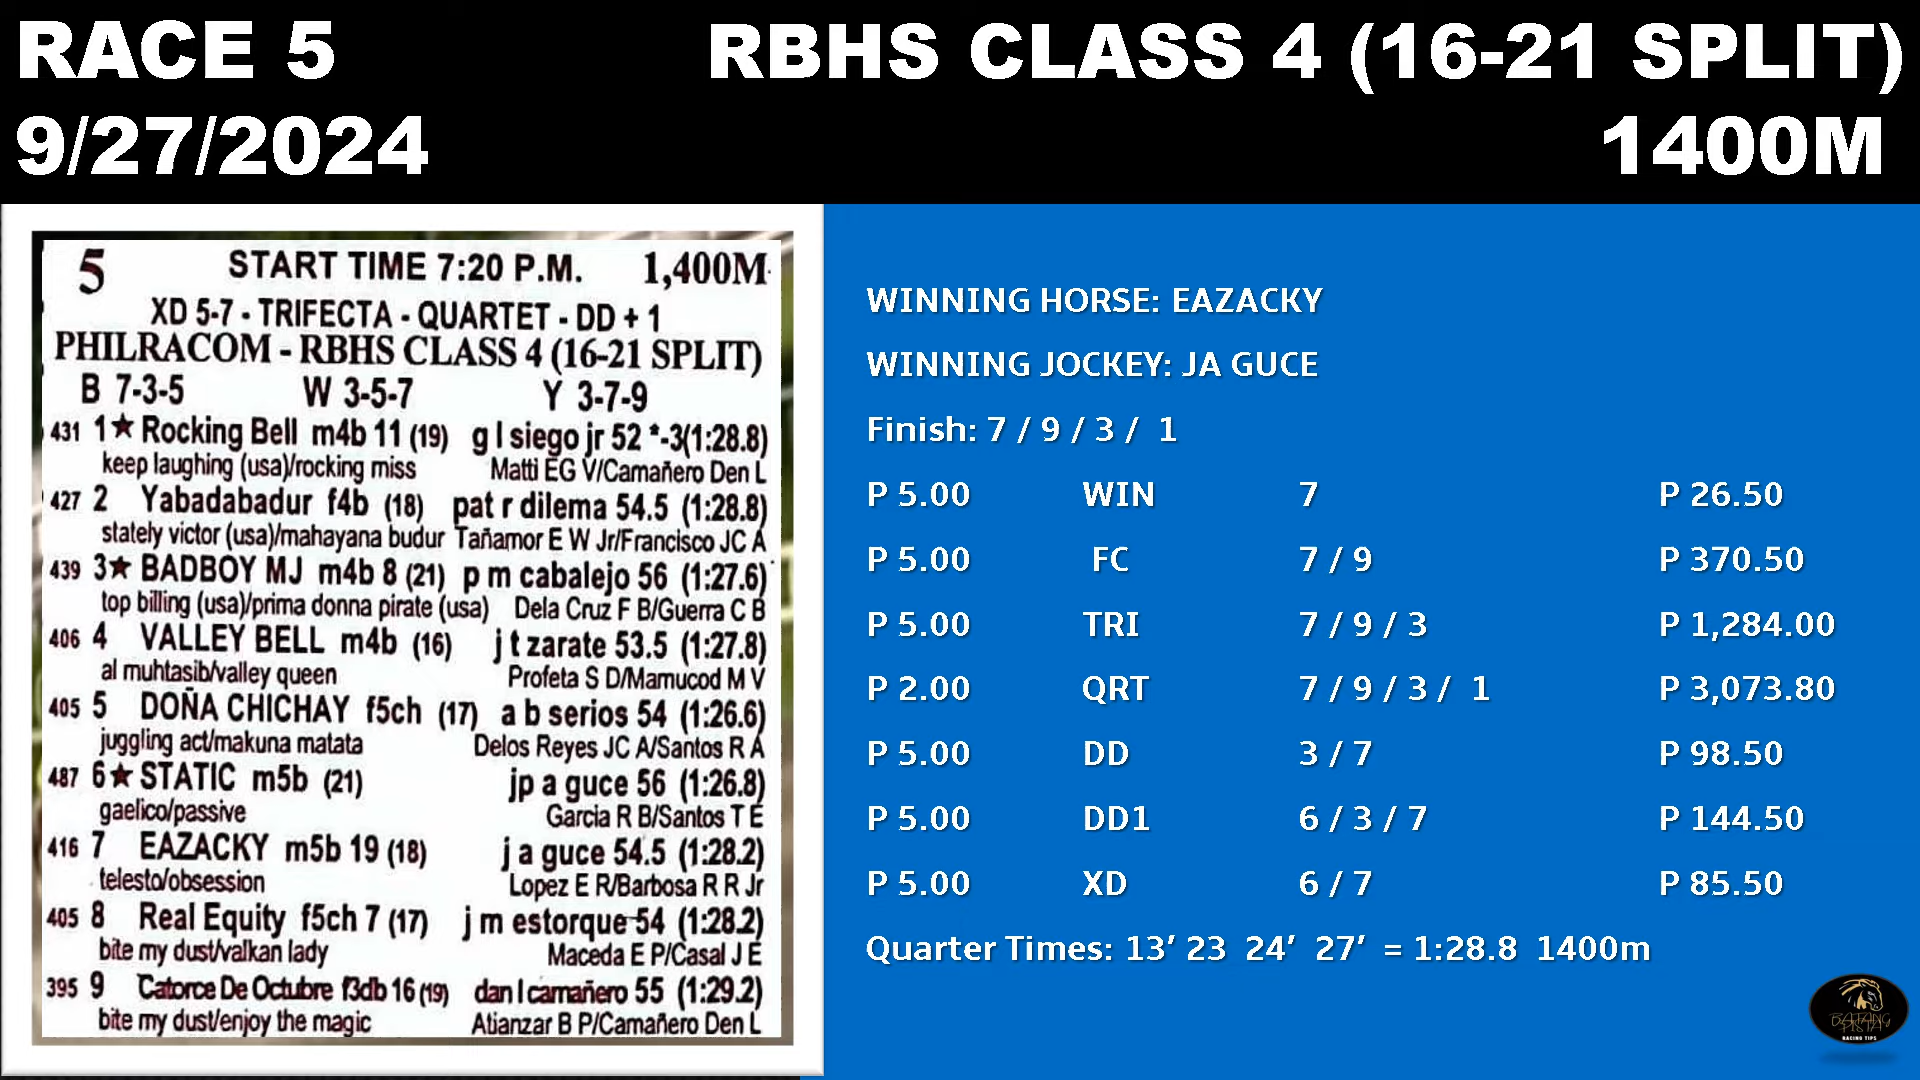 RACE 5
RBHS CLASS 4 (16-21 SPLIT)
9/27/2024
1400M
5 START TIME 7:20 P.M. 1,400M
XD 5-7 - TRIFECTA - QUARTET - DD + 1
PHILRACOM - RBHS CLASS 4 (16-21 SPLIT)
B 7-3-5 W 3-5-7 Y 3-7-9
431 1★ Rocking Bell m4b 11 (19) g l siego jr 52 *-3(1:28.8)
keep laughing (usa)/rocking miss Matti EG V/Camañero Den L
427 2 Yabadabadur f4b (18) pat r dilema 54.5 (1:28.8)
stately victor (usa)/mahayana budur Tañamor E W Jr/Francisco JC A
439 3★ BADBOY MJ m4b 8 (21) p m cabalejo 56 (1:27.6)
top billing (usa)/prima donna pirate (usa) Dela Cruz F B/Guerra C B
406 4 VALLEY BELL m4b (16) j t zarate 53.5 (1:27.8)
al muhtasib/valley queen Profeta S D/Mamucod M V
405 5 DOÑA CHICHAY f5ch (17) a b serios 54 (1:26.6)
juggling act/makuna matata Delos Reyes JC A/Santos R A
487 6★ STATIC m5b (21) jp a guce 56 (1:26.8)
gaelico/passive Garcia R B/Santos T E
416 7 EAZACKY m5b 19 (18) j a guce 54.5 (1:28.2)
telesto/obsession Lopez E R/Barbosa R R Jr
405 8 Real Equity f5ch 7 (17) j m estorque 54 (1:28.2)
bite my dust/valkan lady Maceda E P/Casal J E
395 9 Catorce De Octubre f3db 16 (19) dan l camañero 55 (1:29.2)
bite my dust/enjoy the magic Atianzar B P/Camañero Den L
WINNING HORSE: EAZACKY
WINNING JOCKEY: JA GUCE
Finish: 7 / 9 / 3 / 1
P 5.00 WIN 7 P 26.50
P 5.00 FC 7 / 9 P 370.50
P 5.00 TRI 7 / 9 / 3 P 1,284.00
P 2.00 QRT 7 / 9 / 3 / 1 P 3,073.80
P 5.00 DD 3 / 7 P 98.50
P 5.00 DD1 6 / 3 / 7 P 144.50
P 5.00 XD 6 / 7 P 85.50
Quarter Times: 13’ 23 24’ 27’ = 1:28.8 1400m
BATANG
PISTA
RACING TIPS